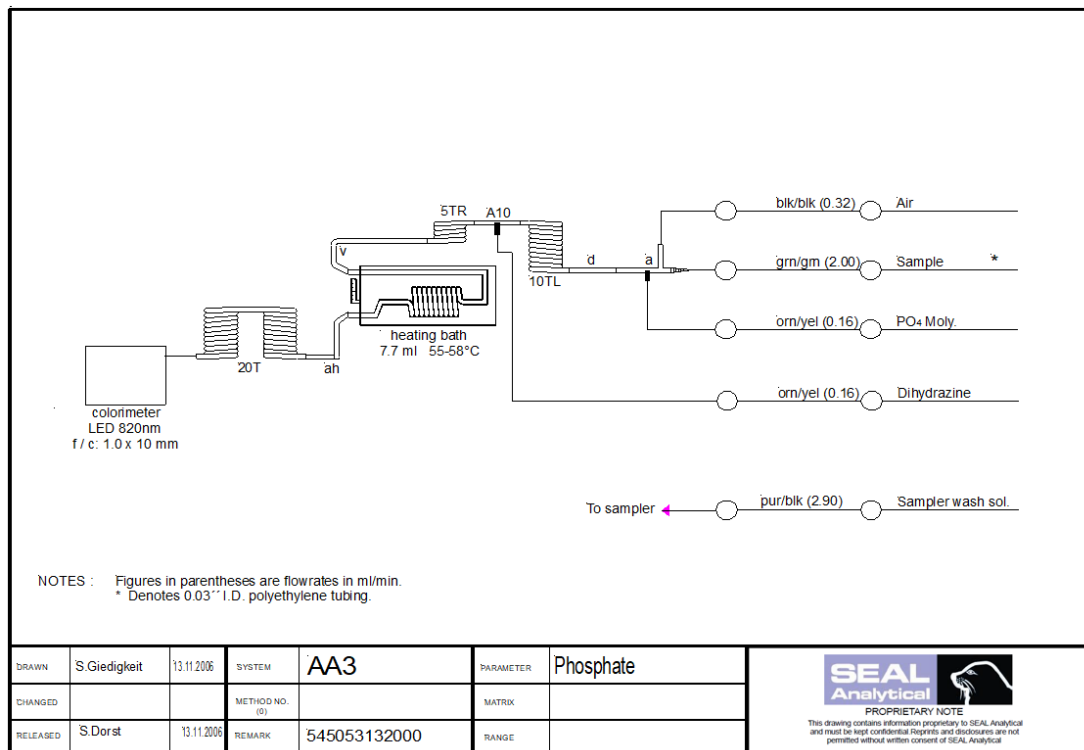 blk/blk (0.32) Air
5TR A10
v d a grn/grn (2.00) Sample *
10TL
orn/yel (0.16) PO4 Moly.
heating bath
7.7 ml 55-58°C
20T ah
orn/yel (0.16) Dihydrazine
colorimeter
LED 820nm
f / c: 1.0 x 10 mm
To sampler pur/blk (2.90) Sampler wash sol.
NOTES : Figures in parentheses are flowrates in ml/min.
* Denotes 0.03´´ I.D. polyethylene tubing.
DRAWN S.Giedigkeit 13.11.2006 SYSTEM AA3 PARAMETER Phosphate
CHANGED METHOD NO. (0) MATRIX
RELEASED S.Dorst 13.11.2006 REMARK 545053132000 RANGE
SEAL
Analytical
PROPRIETARY NOTE
This drawing contains information proprietary to SEAL Analytical
and must be kept confidential Reprints and disclosures are not
permitted without written consent of SEAL Analytical